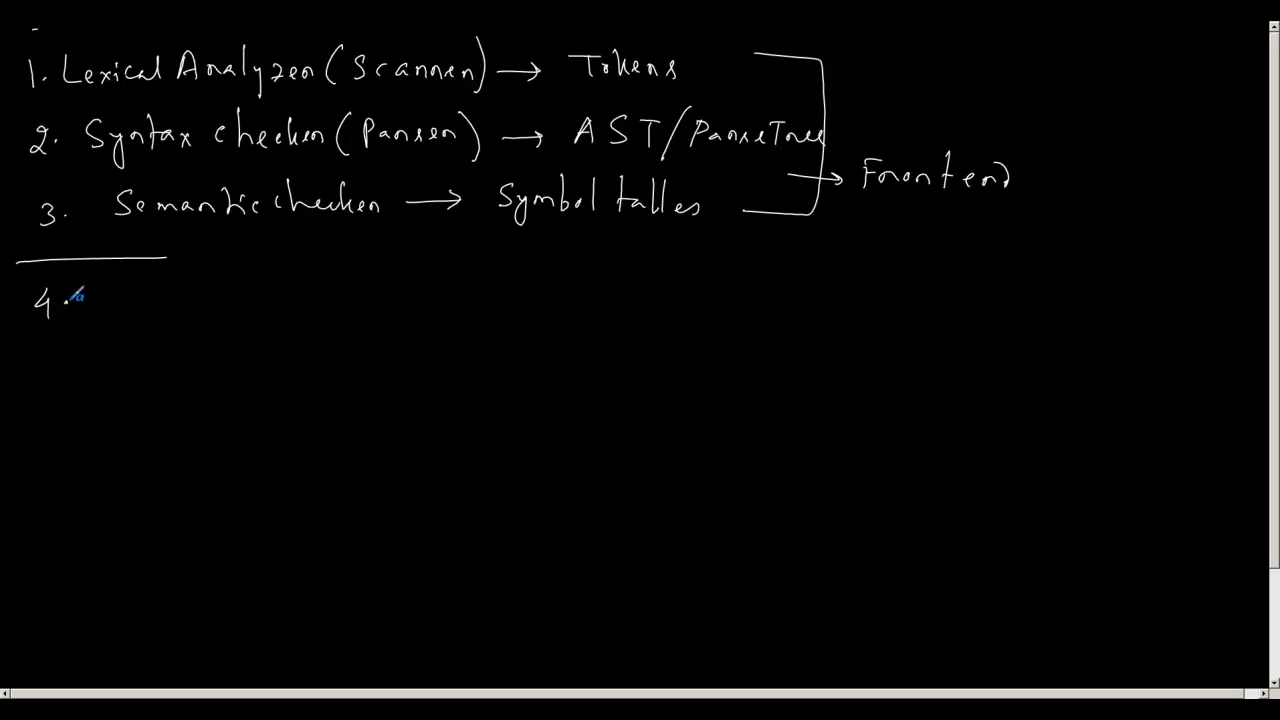 1. Lexical Analyzer (Scanner) → Tokens
2. Syntax checker (Parser) → AST/ParseTree
→ Frontend
3. Semantic checker → Symbol tables
4.